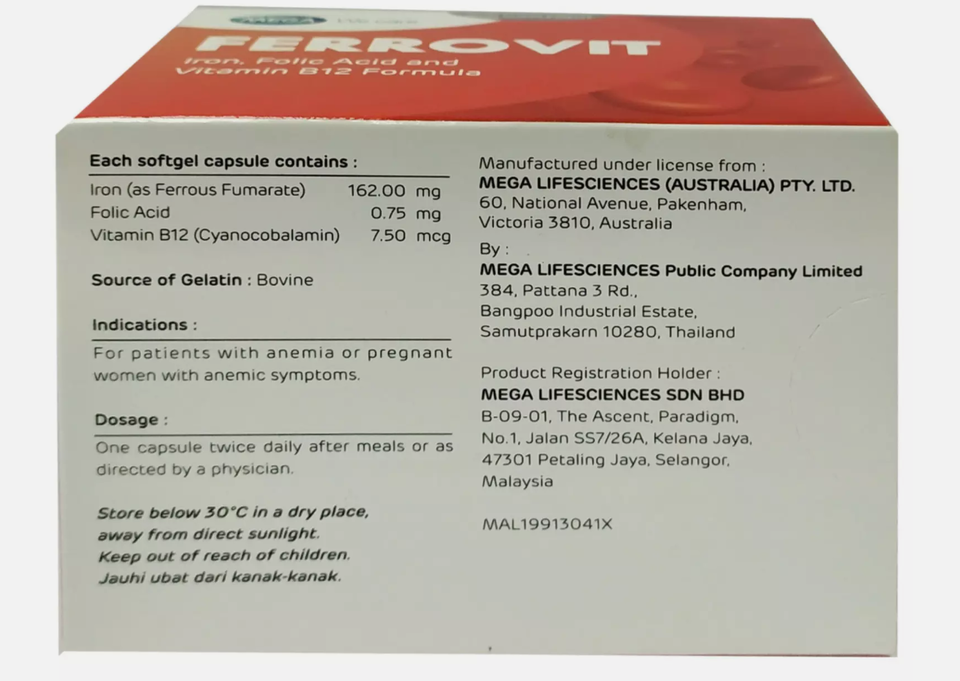 MEGA
FERROVIT
Iron, Folic Acid and
Vitamin B12 Formula
Each softgel capsule contains :
Iron (as Ferrous Fumarate) 162.00 mg
Folic Acid 0.75 mg
Vitamin B12 (Cyanocobalamin) 7.50 mcg
Source of Gelatin : Bovine
Indications :
For patients with anemia or pregnant
women with anemic symptoms.
Dosage :
One capsule twice daily after meals or as
directed by a physician.
Store below 30°C in a dry place,
away from direct sunlight.
Keep out of reach of children.
Jauhi ubat dari kanak-kanak.
Manufactured under license from :
MEGA LIFESCIENCES (AUSTRALIA) PTY. LTD.
60, National Avenue, Pakenham,
Victoria 3810, Australia
By :
MEGA LIFESCIENCES Public Company Limited
384, Pattana 3 Rd.,
Bangpoo Industrial Estate,
Samutprakarn 10280, Thailand
Product Registration Holder :
MEGA LIFESCIENCES SDN BHD
B-09-01, The Ascent, Paradigm,
No.1, Jalan SS7/26A, Kelana Jaya,
47301 Petaling Jaya, Selangor,
Malaysia
MAL19913041X